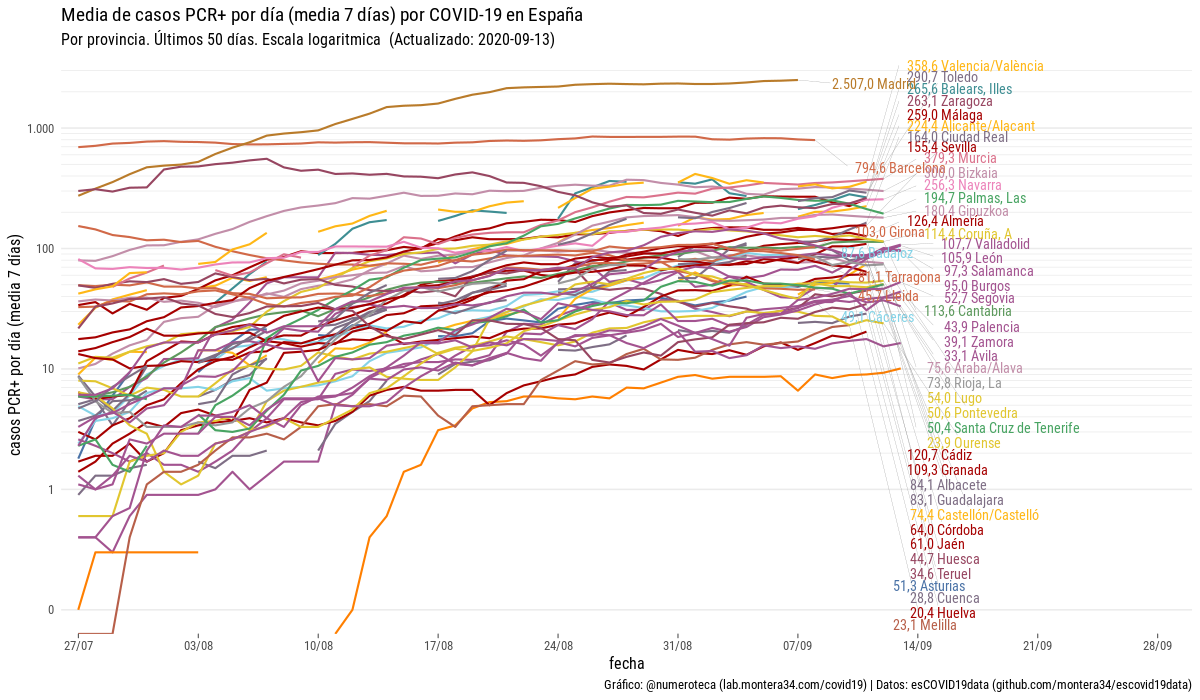 Media de casos PCR+ por día (media 7 días) por COVID-19 en España
Por provincia. Últimos 50 días. Escala logaritmica (Actualizado: 2020-09-13)
casos PCR+ por día (media 7 días)
1.000
100
10
1
0
358,6 Valencia/València
290,7 Toledo
2.507,0 Madrid
265,6 Balears, Illes
263,1 Zaragoza
259,0 Málaga
224,4 Alicante/Alacant
164,0 Ciudad Real
155,4 Sevilla
379,3 Murcia
794,6 Barcelona
300,0 Bizkaia
256,3 Navarra
194,7 Palmas, Las
180,4 Gipuzkoa
126,4 Almería
103,0 Girona
114,4 Coruña, A
107,7 Valladolid
Badajoz
105,9 León
97,3 Salamanca
81,1 Tarragona
95,0 Burgos
Lleida
52,7 Segovia
113,6 Cantabria
Cáceres
43,9 Palencia
39,1 Zamora
33,1 Ávila
75,6 Araba/Álava
73,8 Rioja, La
54,0 Lugo
50,6 Pontevedra
50,4 Santa Cruz de Tenerife
23,9 Ourense
120,7 Cádiz
109,3 Granada
84,1 Albacete
83,1 Guadalajara
74,4 Castellón/Castelló
64,0 Córdoba
61,0 Jaén
44,7 Huesca
34,6 Teruel
51,3 Asturias
28,8 Cuenca
20,4 Huelva
23,1 Melilla
27/07
03/08
10/08
17/08
24/08
31/08
07/09
14/09
21/09
28/09
fecha
Gráfico: @numeroteca (lab.montera34.com/covid19) | Datos: esCOVID19data (github.com/montera34/escovid19data)